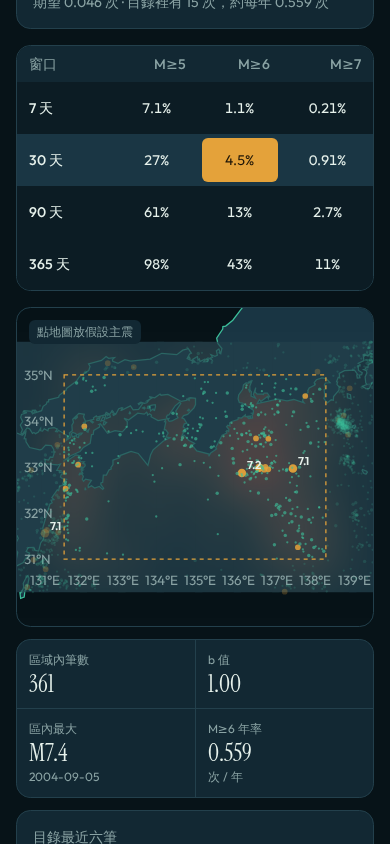 期望 0.046 次 · 目錄裡有 15 次，約每年 0.559 次
窗口 M≥5 M≥6 M≥7
7 天 7.1% 1.1% 0.21%
30 天 27% 4.5% 0.91%
90 天 61% 13% 2.7%
365 天 98% 43% 11%
點地圖放假設主震
35°N
34°N
33°N
7.2 7.1
32°N
7.1
31°N
131°E 132°E 133°E 134°E 135°E 136°E 137°E 138°E 139°E
區域內筆數 b 值
361 1.00
區內最大 M≥6 年率
M7.4 0.559
2004-09-05 次 / 年
目錄最近六筆